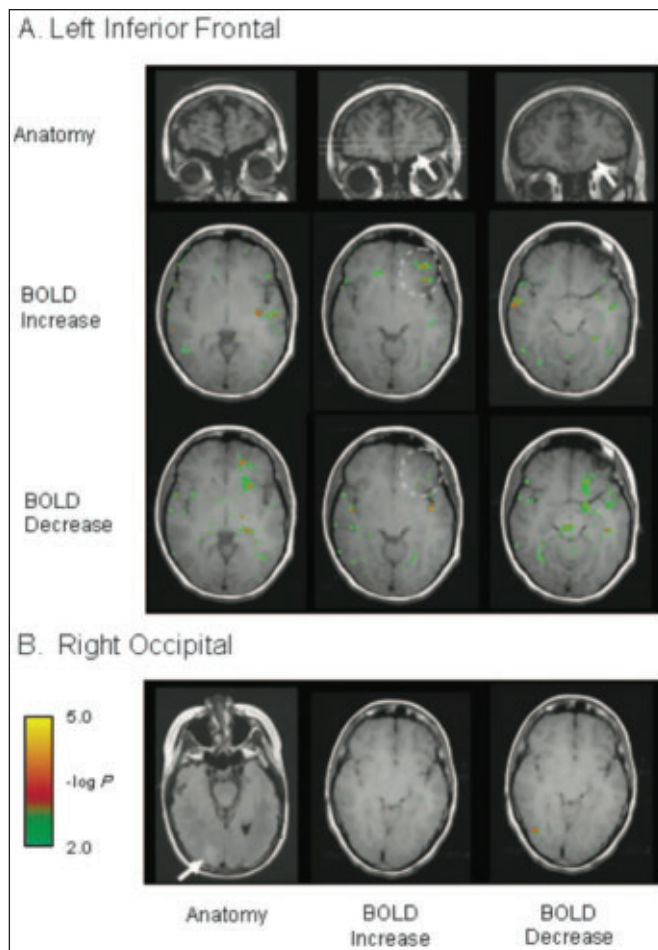 A. Left Inferior Frontal
Anatomy
BOLD
Increase
BOLD
Decrease
B. Right Occipital
5.0
-log P
2.0
Anatomy
BOLD
Increase
BOLD
Decrease